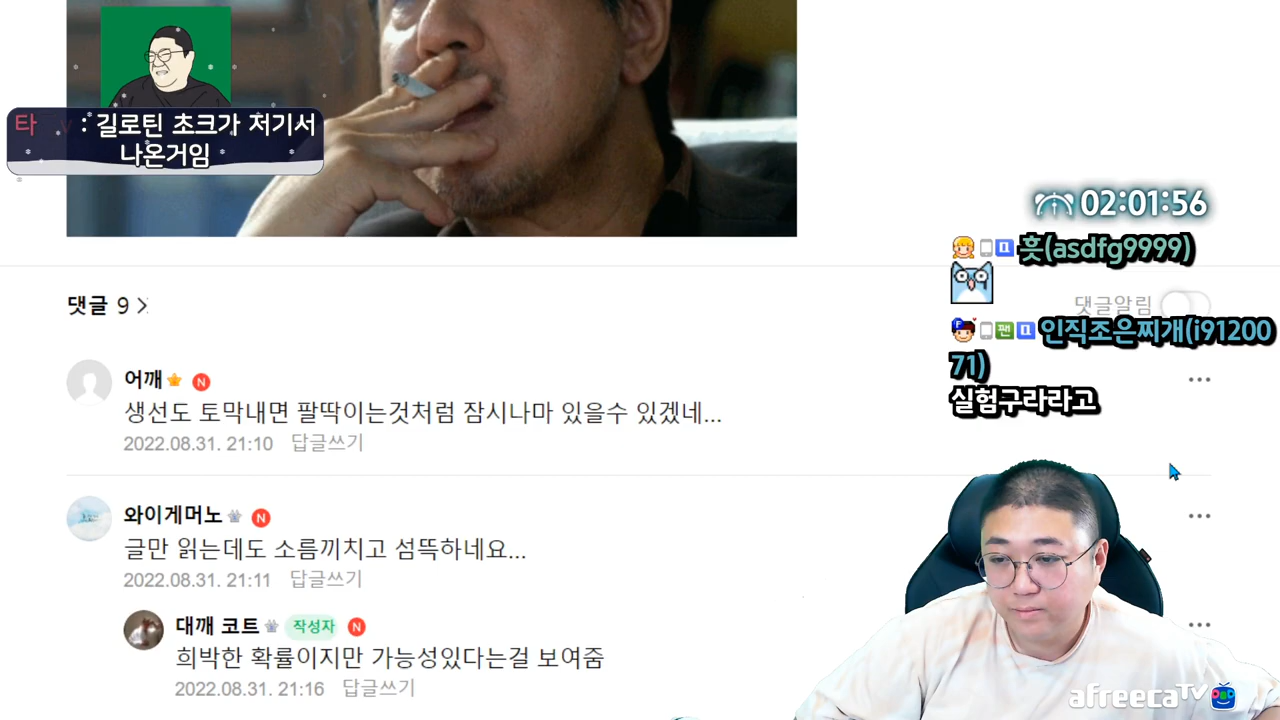 타 : 길로틴 초크가 저기서
나온거임
02:01:56
흣(asdfg9999)
댓글 9
댓글알림
팬
인직조은찌개(i91200
71)
실험구라라고
어깨 N
생선도 토막내면 팔딱이는것처럼 잠시나마 있을수 있겠네...
2022.08.31. 21:10 답글쓰기
와이게머노 N
글만 읽는데도 소름끼치고 섬뜩하네요...
2022.08.31. 21:11 답글쓰기
대깨 코트 작성자 N
희박한 확률이지만 가능성있다는걸 보여줌
2022.08.31. 21:16 답글쓰기
afreecaTV